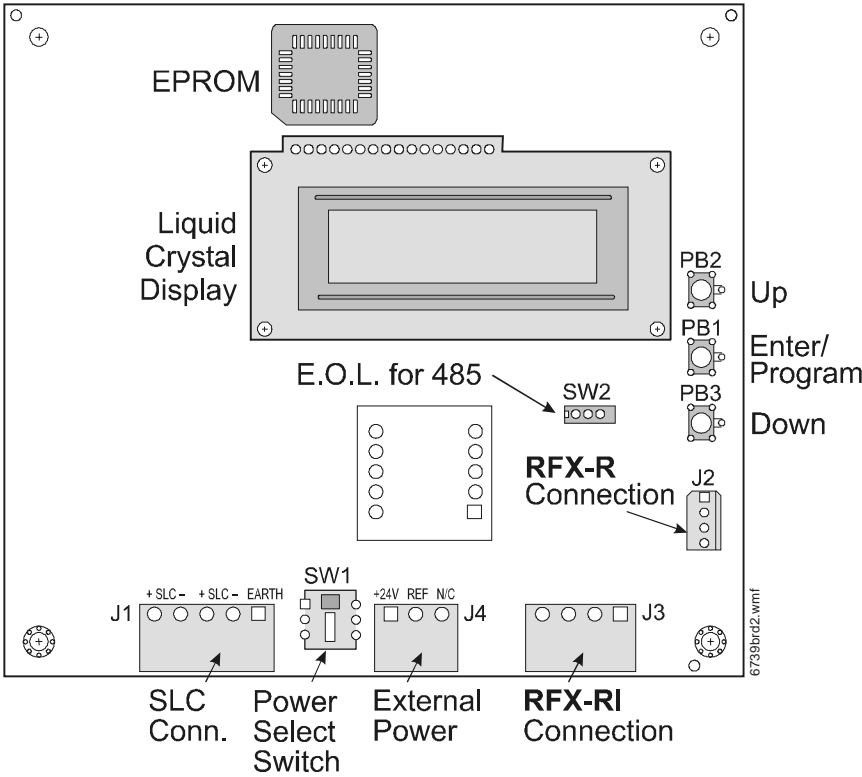 EPROM
Liquid
Crystal
Display
PB2
Up
PB1
Enter/
Program
PB3
Down
E.O.L. for 485
SW2
RFX-R
Connection
J2
SW1
+ SLC – + SLC – EARTH
+24V REF N/C
J1
J4
J3
SLC
Conn.
Power
Select
Switch
External
Power
RFX-RI
Connection
6739brd2.wmf